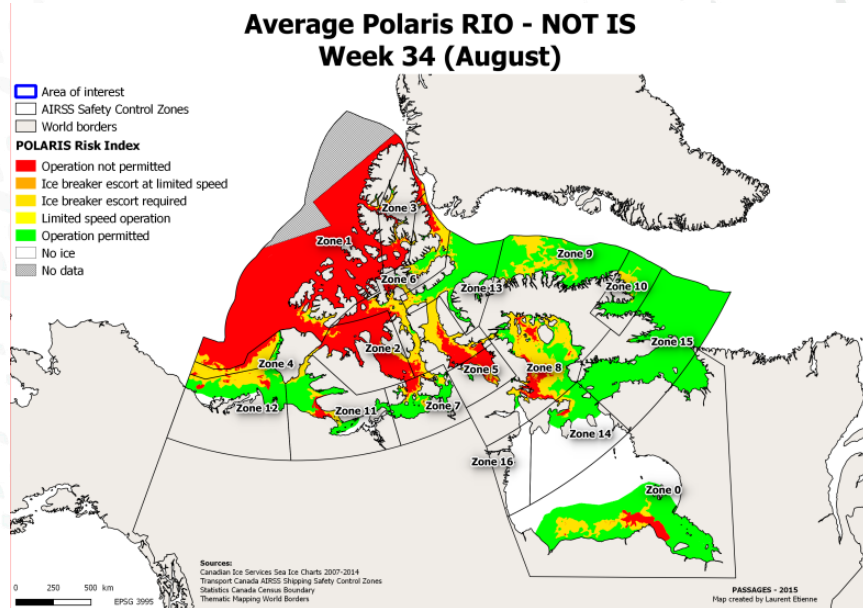 Average Polaris RIO - NOT IS
Week 34 (August)
Area of interest
AIRSS Safety Control Zones
World borders
POLARIS Risk Index
Operation not permitted
Ice breaker escort at limited speed
Ice breaker escort required
Limited speed operation
Operation permitted
No ice
No data
Zone 3
Zone 1
Zone 9
Zone 6
Zone 13
Zone 10
Zone 15
Zone 2
Zone 4
Zone 5
Zone 8
Zone 12
Zone 11
Zone 7
Zone 14
Zone 16
Zone 0
Sources:
Canadian Ice Services Sea Ice Charts 2007-2014
Transport Canada AIRSS Shipping Safety Control Zones
Statistics Canada Census Boundary
Thematic Mapping World Borders
0 250 500 km
EPSG 3995
PASSAGES - 2015
Map created by Laurent Etienne